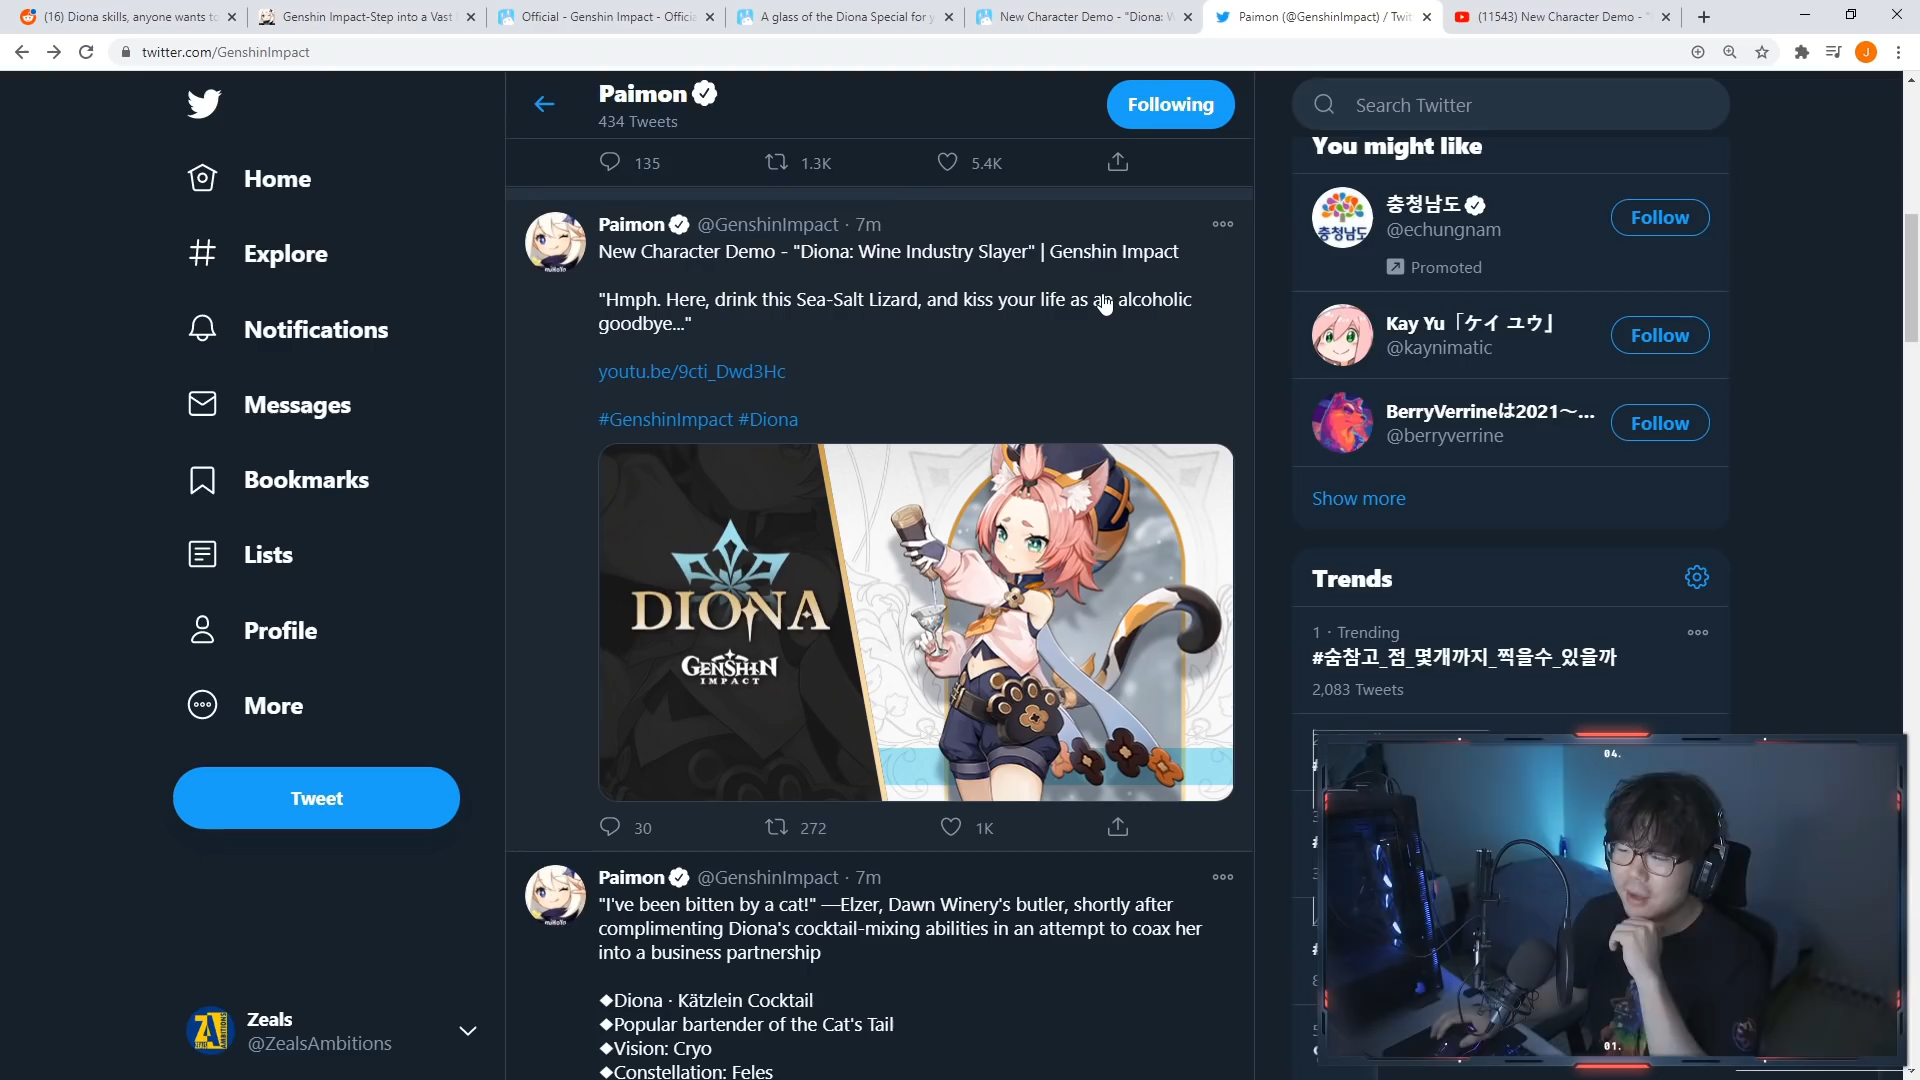 (16) Diona skills, anyone wants to
Genshin Impact-Step into a Vast
Official - Genshin Impact - Officia
A glass of the Diona Special for y
New Character Demo - "Diona: W
Paimon (@GenshinImpact) / Twit
(11543) New Character Demo - "
twitter.com/GenshinImpact
J
Home
Explore
Notifications
Messages
Bookmarks
Lists
Profile
More
Tweet
Zeals
@ZealsAmbitions
Paimon
434 Tweets
Following
135
1.3K
5.4K
Paimon @GenshinImpact · 7m
New Character Demo - "Diona: Wine Industry Slayer" | Genshin Impact
"Hmph. Here, drink this Sea-Salt Lizard, and kiss your life as an alcoholic
goodbye..."
youtu.be/9cti_Dwd3Hc
#GenshinImpact #Diona
DIONA
GENSHIN
IMPACT
30
272
1K
Paimon @GenshinImpact · 7m
"I've been bitten by a cat!" —Elzer, Dawn Winery's butler, shortly after
complimenting Diona's cocktail-mixing abilities in an attempt to coax her
into a business partnership
◆Diona · Kätzlein Cocktail
◆Popular bartender of the Cat's Tail
◆Vision: Cryo
◆Constellation: Feles
Search Twitter
You might like
충청남도
충청남도
@echungnam
Promoted
Follow
Kay Yu「ケイ ユウ」
@kaynimatic
Follow
BerryVerrineは2021～...
@berryverrine
Follow
Show more
Trends
1 · Trending
#숨참고_점_몇개까지_찍을수_있을까
2,083 Tweets
04.
01.